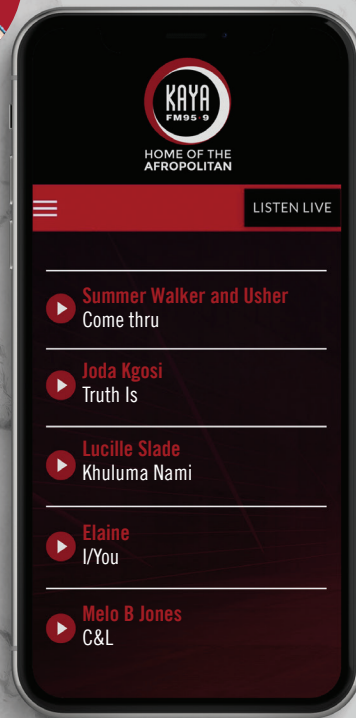 KAYA
FM95·9
HOME OF THE
AFROPOLITAN
LISTEN LIVE
Summer Walker and Usher
Come thru
Joda Kgosi
Truth Is
Lucille Slade
Khuluma Nami
Elaine
I/You
Melo B Jones
C&L